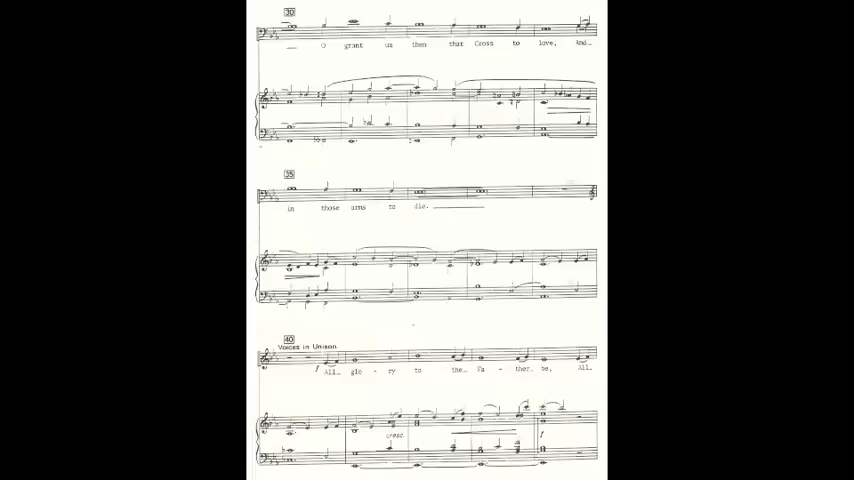 30
O grant us then that Cross to love, And
35
in those arms to die.
40
Voices in Unison
f
All glo - ry to the Fa - ther be, All
cresc.
f